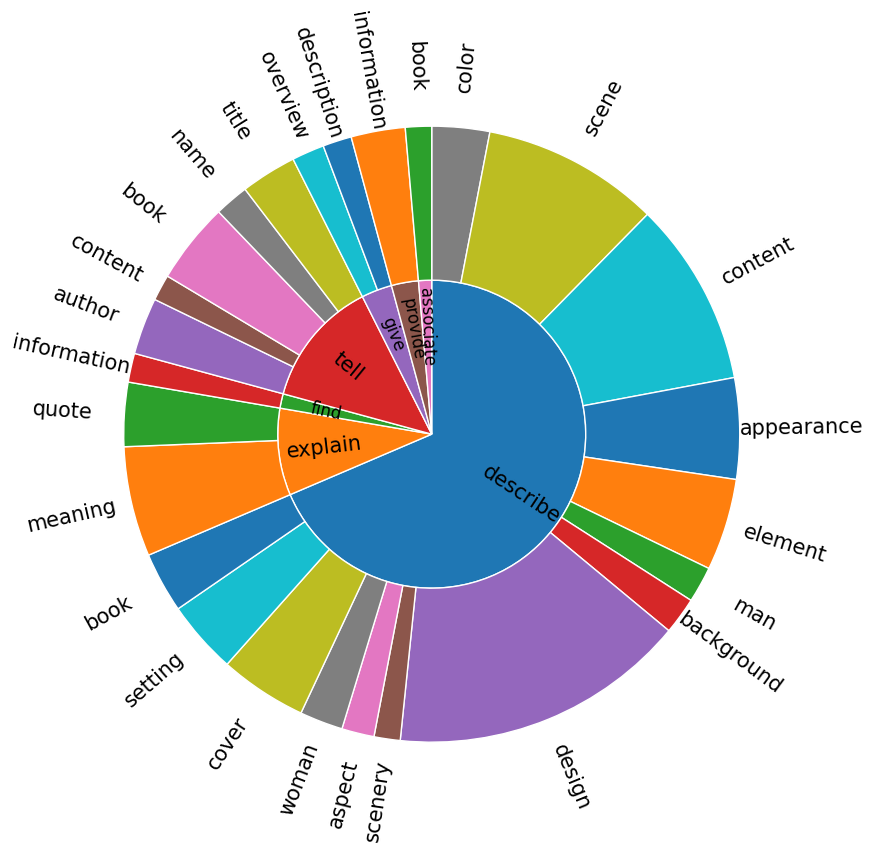 color
scene
content
appearance
element
man
background
design
scenery
aspect
woman
cover
setting
book
meaning
quote
information
author
content
book
name
title
overview
description
information
book
describe
explain
find
tell
give
provide
associate